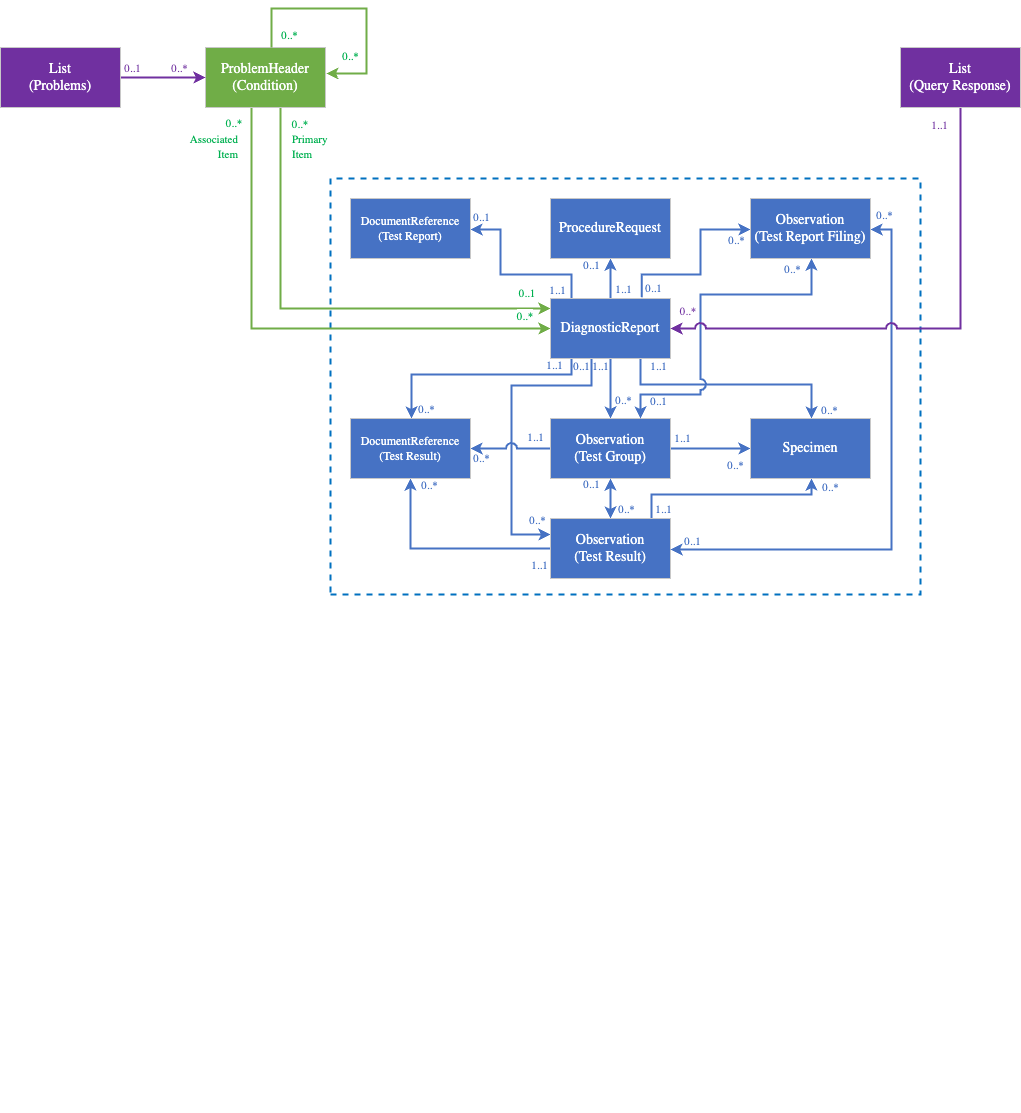 0..*
0..*
List
(Problems)
0..1
0..*
ProblemHeader
(Condition)
List
(Query Response)
0..*
Associated
Item
0..*
Primary
Item
1..1
DocumentReference
(Test Report)
0..1
ProcedureRequest
Observation
(Test Report Filing)
0..*
0..*
0..1
0..*
1..1
1..1
0..1
0..1
0..*
DiagnosticReport
0..*
1..1
0..1
1..1
1..1
0..*
0..*
0..1
0..*
DocumentReference
(Test Result)
0..*
1..1
Observation
(Test Group)
1..1
0..*
Specimen
0..*
0..1
0..*
0..*
1..1
0..*
Observation
(Test Result)
0..1
1..1